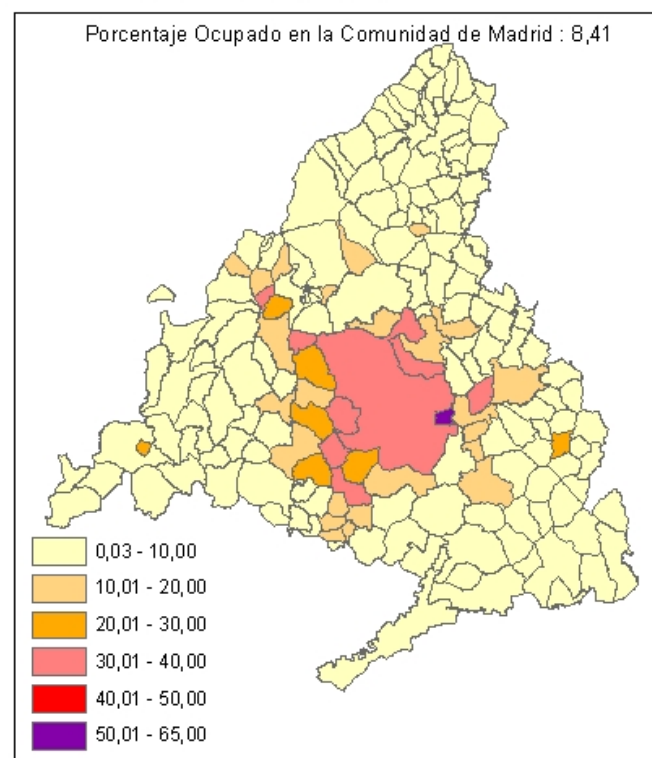 Porcentaje Ocupado en la Comunidad de Madrid : 8,41
0,03 - 10,00
10,01 - 20,00
20,01 - 30,00
30,01 - 40,00
40,01 - 50,00
50,01 - 65,00